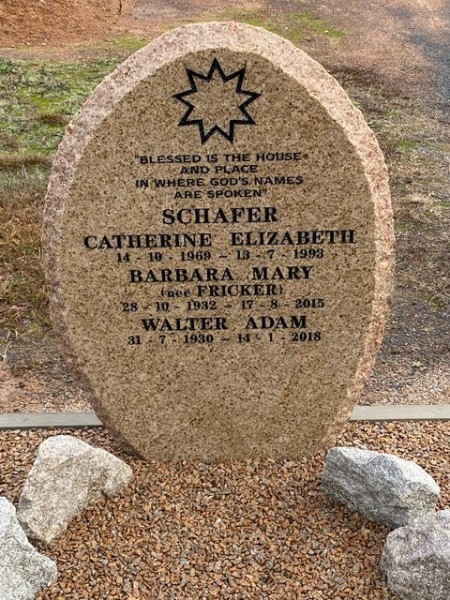 "BLESSED IS THE HOUSE
AND PLACE
IN WHERE GOD'S NAMES
ARE SPOKEN"
SCHAFER
CATHERINE ELIZABETH
14 - 10 - 1969 – 13 - 7 - 1993
BARBARA MARY
(nee FRICKER)
28 - 10 - 1932 – 17 - 8 - 2015
WALTER ADAM
31 - 7 - 1930 – 14 - 1 - 2018